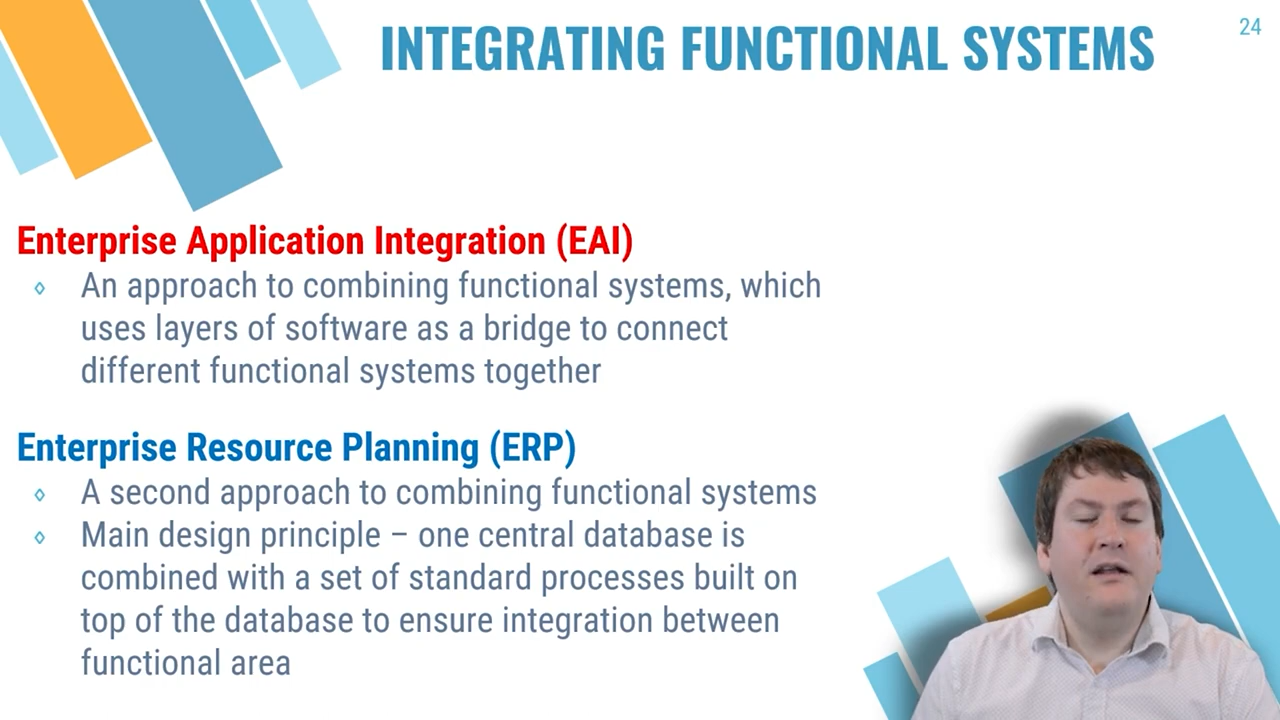 INTEGRATING FUNCTIONAL SYSTEMS
24
Enterprise Application Integration (EAI)
An approach to combining functional systems, which
uses layers of software as a bridge to connect
different functional systems together
Enterprise Resource Planning (ERP)
A second approach to combining functional systems
Main design principle – one central database is
combined with a set of standard processes built on
top of the database to ensure integration between
functional area